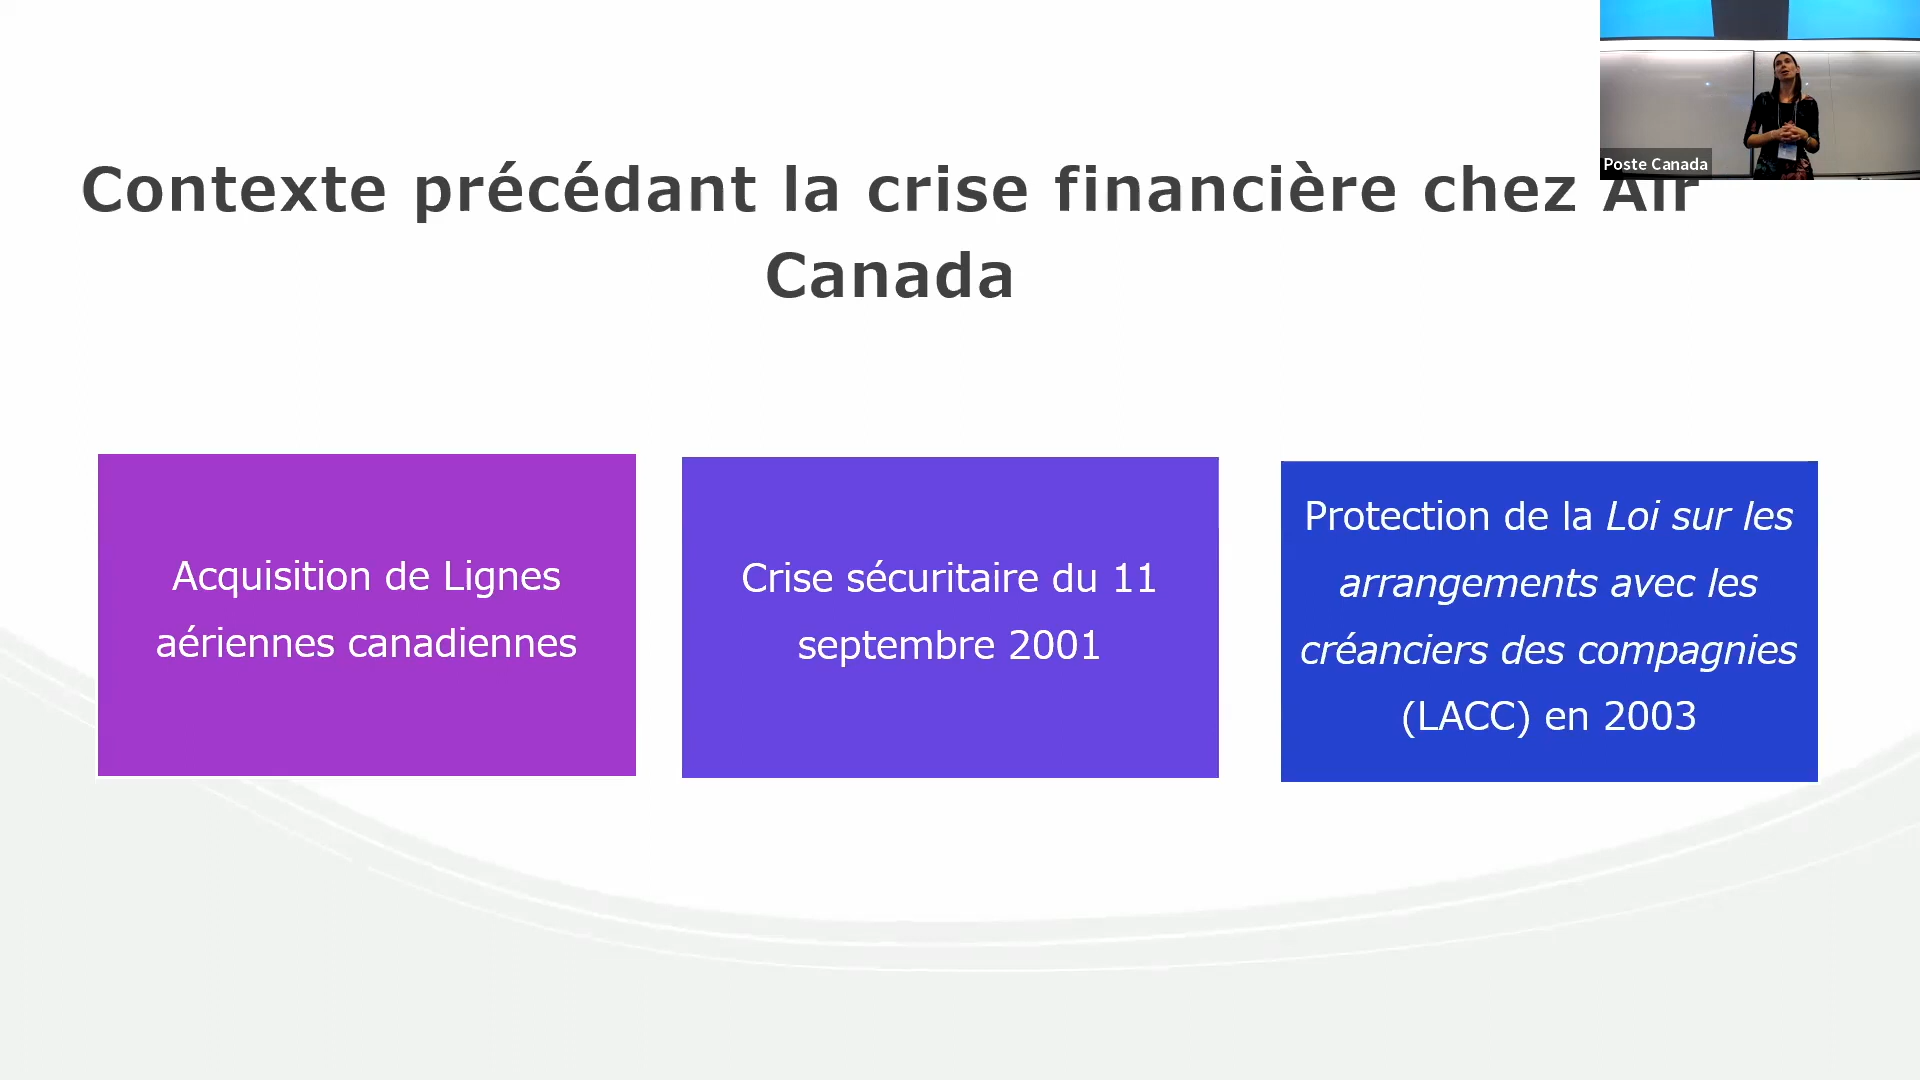 Poste Canada
Contexte précédant la crise financière chez Air
Canada
Acquisition de Lignes
aériennes canadiennes
Crise sécuritaire du 11
septembre 2001
Protection de la Loi sur les
arrangements avec les
créanciers des compagnies
(LACC) en 2003